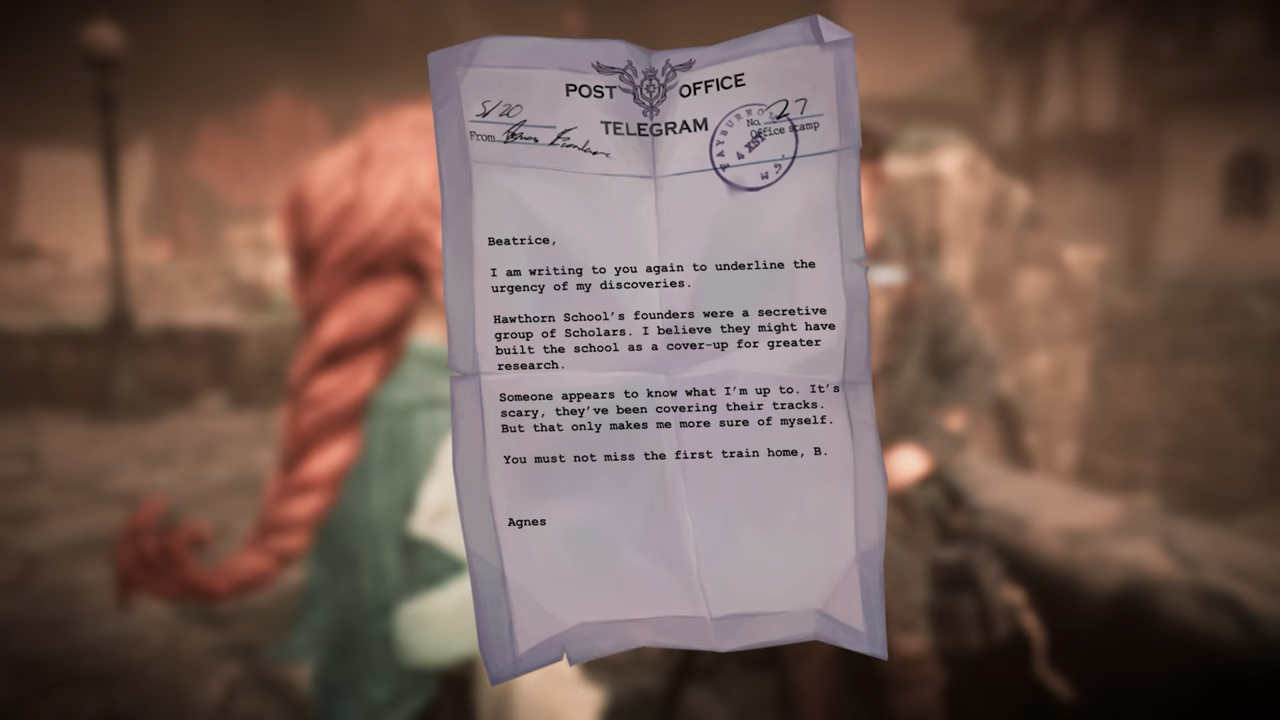 POST OFFICE
TELEGRAM
5/20
From
No. 27
Office stamp
W.S.
Beatrice,
I am writing to you again to underline the
urgency of my discoveries.
Hawthorn School's founders were a secretive
group of Scholars. I believe they might have
built the school as a cover-up for greater
research.
Someone appears to know what I'm up to. It's
scary, they've been covering their tracks.
But that only makes me more sure of myself.
You must not miss the first train home, B.
Agnes